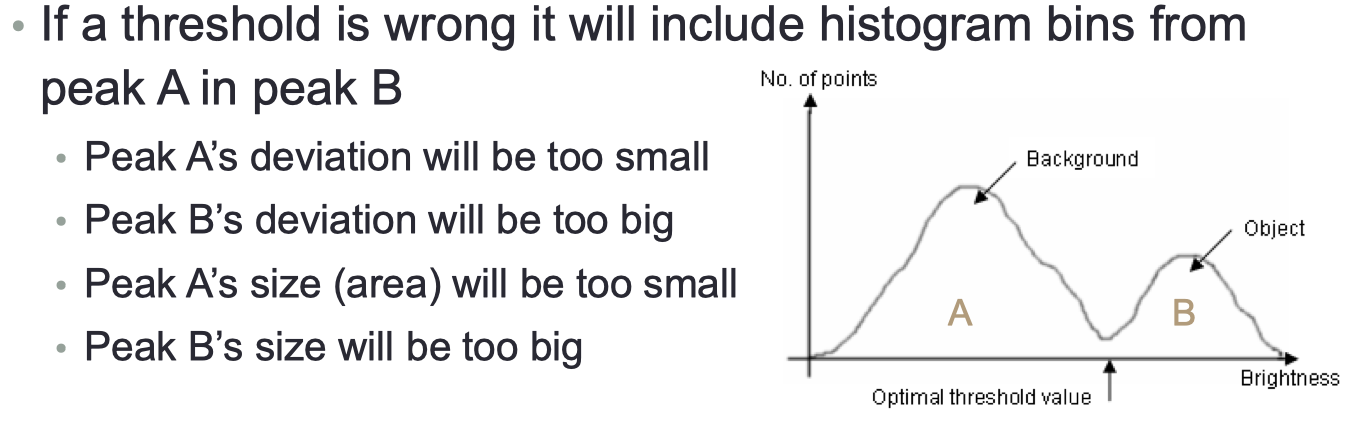 • If a threshold is wrong it will include histogram bins from
peak A in peak B
• Peak A’s deviation will be too small
• Peak B’s deviation will be too big
• Peak A’s size (area) will be too small
• Peak B’s size will be too big
No. of points
Background
Object
A
B
Brightness
Optimal threshold value